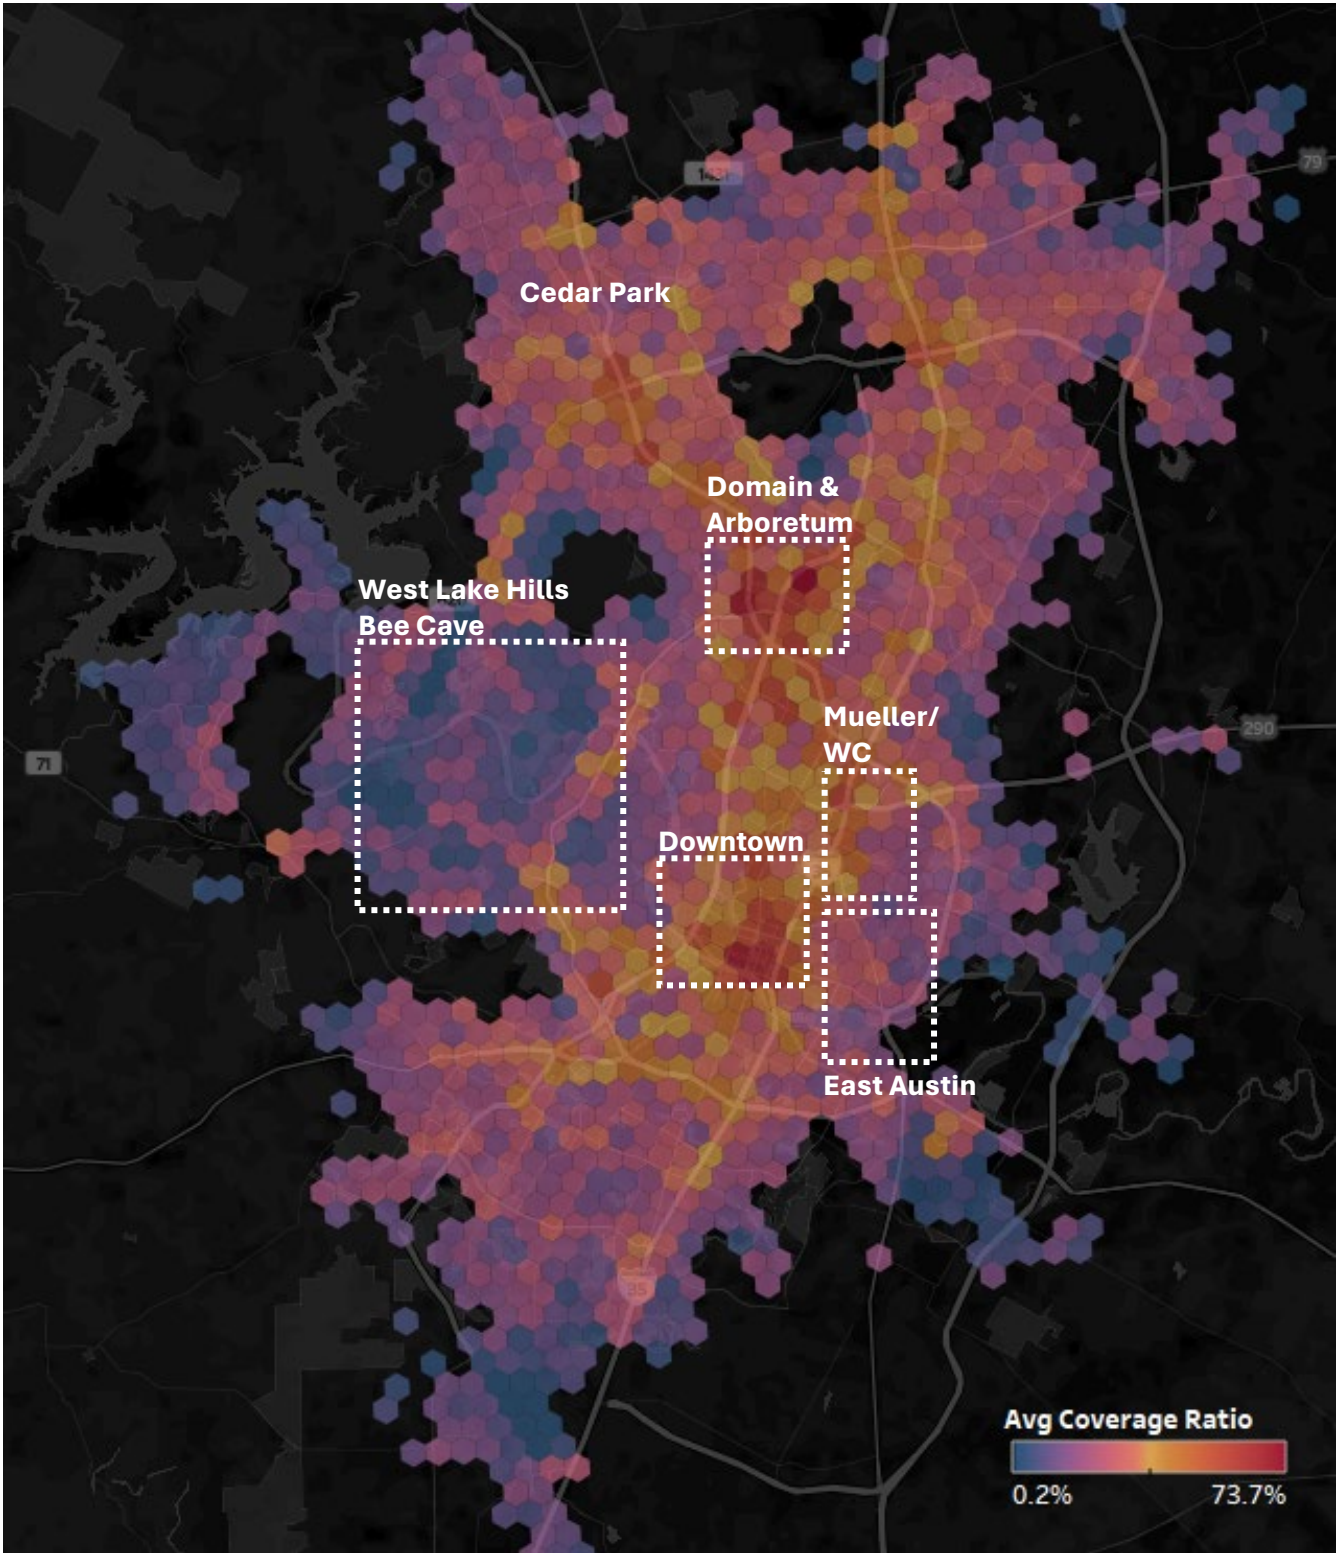 79
Cedar Park
Domain &
Arboretum
West Lake Hills
Bee Cave
Mueller/
WC
290
71
Downtown
East Austin
35
Avg Coverage Ratio
0.2%
73.7%